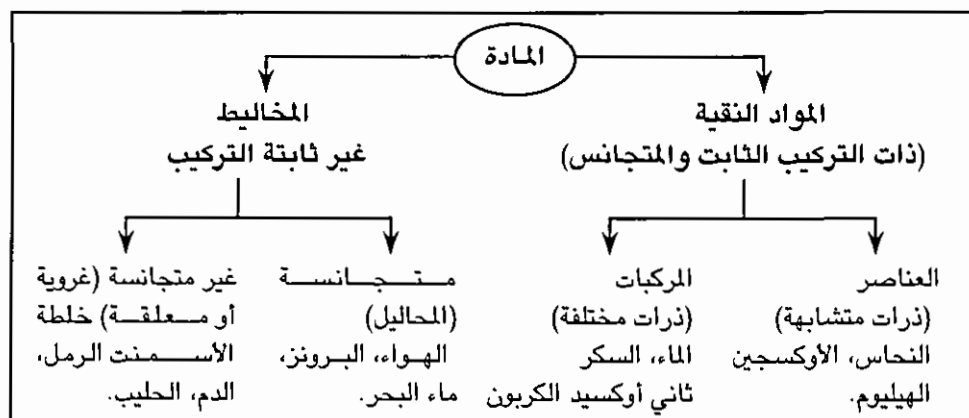 المادة
المواد النقية
(ذات التركيب الثابت والمتجانس)
المخاليط
غير ثابتة التركيب
العناصر
(ذرات متشابهة)
النحاس، الأوكسجين
الهيليوم.
المركبات
(ذرات مختلفة)
الماء، السكر
ثاني أوكسيد الكربون
متجانسة
(المحاليل)
الهواء، البرونز،
ماء البحر.
غير متجانسة (غروية
أو معلقة) خلطة
الأسمنت الرمل،
الدم، الحليب.